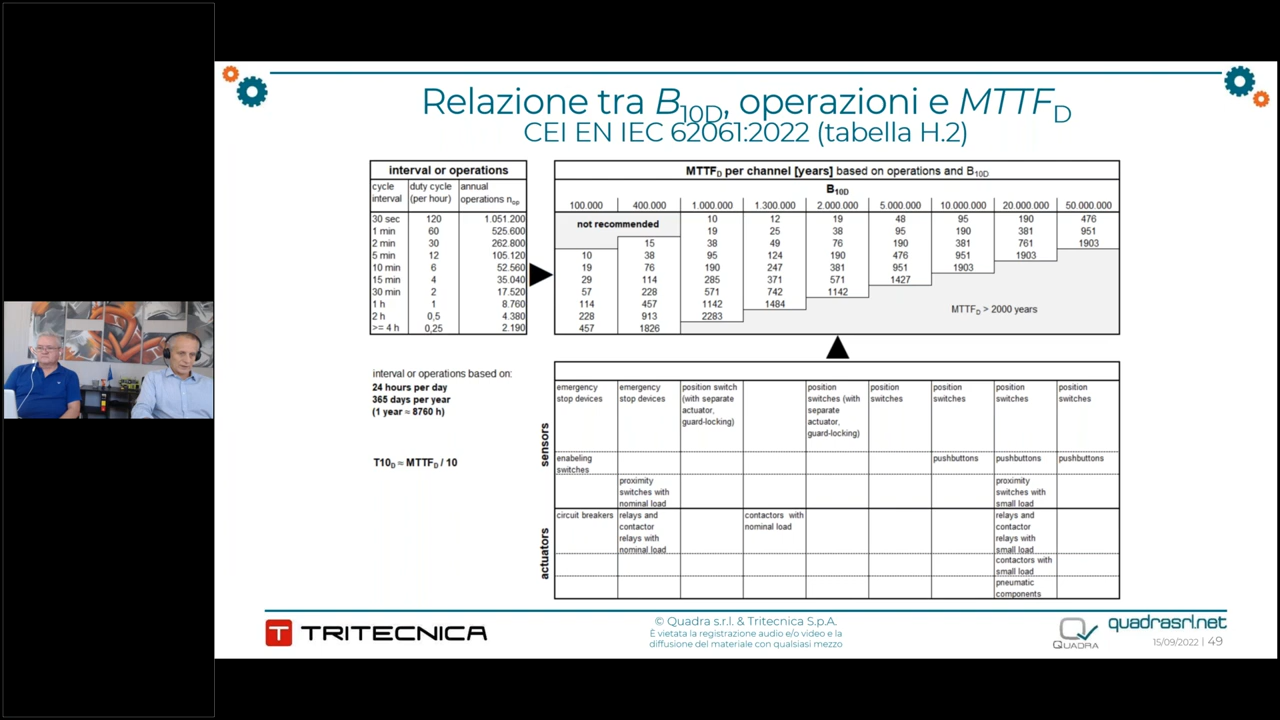 Relazione tra B10D, operazioni e MTTFD
CEI EN IEC 62061:2022 (tabella H.2)
interval or operations
cycle interval duty cycle (per hour) annual operations nop
30 sec 120 1.051.200
1 min 60 525.600
2 min 30 262.800
5 min 12 105.120
10 min 6 52.560
15 min 4 35.040
30 min 2 17.520
1 h 1 8.760
2 h 0,5 4.380
>= 4 h 0,25 2.190
MTTFD per channel [years] based on operations and B10D
B10D
100.000 400.000 1.000.000 1.300.000 2.000.000 5.000.000 10.000.000 20.000.000 50.000.000
not recommended
10 12 19 48 95 190 476
19 25 38 95 190 381 951
15 38 49 76 190 381 761 1903
10 38 95 124 190 476 951 1903
19 76 190 247 381 951 1903
29 114 285 371 571 1427
57 228 571 742 1142
114 457 1142 1484
228 913 2283
457 1826
MTTFD > 2000 years
interval or operations based on:
24 hours per day
365 days per year
(1 year ≈ 8760 h)
T10D ≈ MTTFD / 10
sensors
emergency stop devices
emergency stop devices
position switch (with separate actuator, guard-locking)
position switches (with separate actuator, guard-locking)
position switches
position switches
position switches
position switches
enabeling switches
pushbuttons
pushbuttons
pushbuttons
proximity switches with nominal load
proximity switches with small load
actuators
circuit breakers
relays and contactor relays with nominal load
contactors with nominal load
relays and contactor relays with small load
contactors with small load
pneumatic components
T TRITECNICA
© Quadra s.r.l. & Tritecnica S.p.A.
È vietata la registrazione audio e/o video e la
diffusione del materiale con qualsiasi mezzo
QUADRA
quadrasrl.net
15/09/2022 | 49